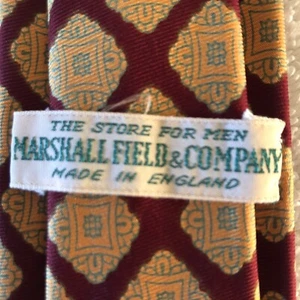 THE STORE FOR MEN
MARSHALL FIELD & COMPANY
MADE IN ENGLAND